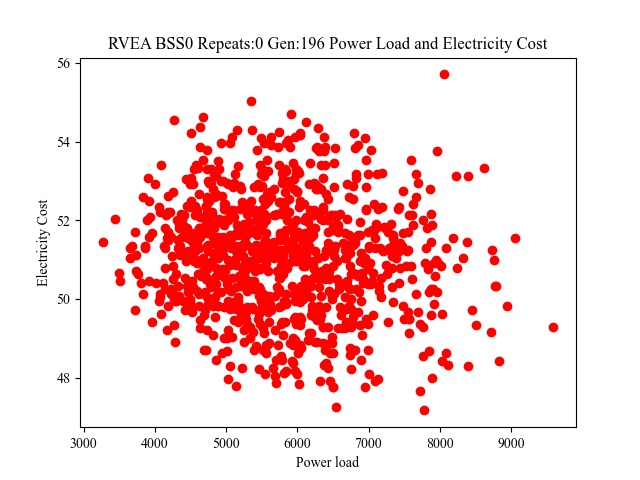 RVEA BSS0 Repeats:0 Gen:196 Power Load and Electricity Cost
56
54
52
50
48
Electricity Cost
3000 4000 5000 6000 7000 8000 9000
Power load